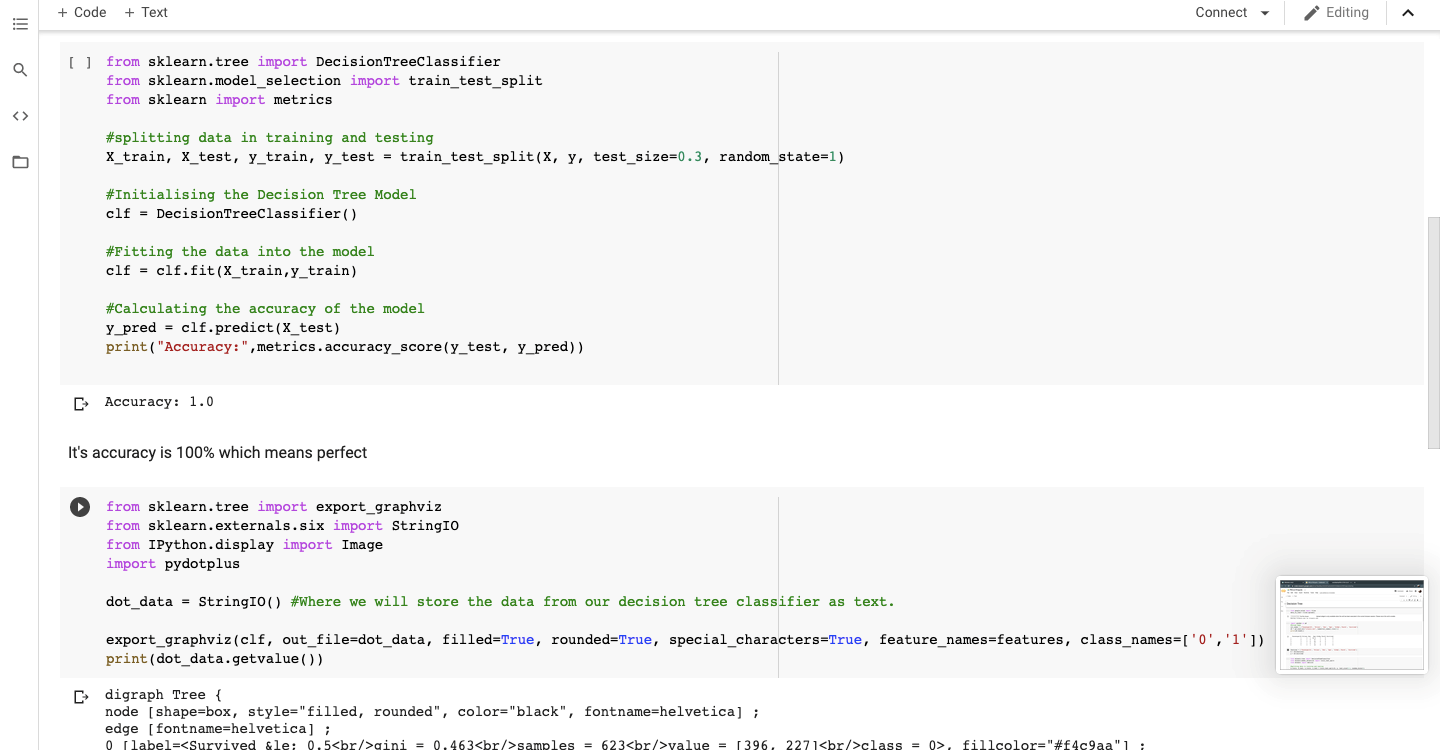 + Code + Text Connect Editing
[ ] from sklearn.tree import DecisionTreeClassifier
from sklearn.model_selection import train_test_split
from sklearn import metrics
#splitting data in training and testing
X_train, X_test, y_train, y_test = train_test_split(X, y, test_size=0.3, random_state=1)
#Initialising the Decision Tree Model
clf = DecisionTreeClassifier()
#Fitting the data into the model
clf = clf.fit(X_train,y_train)
#Calculating the accuracy of the model
y_pred = clf.predict(X_test)
print("Accuracy:",metrics.accuracy_score(y_test, y_pred))
Accuracy: 1.0
It's accuracy is 100% which means perfect
from sklearn.tree import export_graphviz
from sklearn.externals.six import StringIO
from IPython.display import Image
import pydotplus
dot_data = StringIO() #Where we will store the data from our decision tree classifier as text.
export_graphviz(clf, out_file=dot_data, filled=True, rounded=True, special_characters=True, feature_names=features, class_names=['0','1'])
print(dot_data.getvalue())
digraph Tree {
node [shape=box, style="filled, rounded", color="black", fontname=helvetica] ;
edge [fontname=helvetica] ;
0 [label=<Survived &le; 0.5<br/>gini = 0.463<br/>samples = 623<br/>value = [396, 227]<br/>class = 0>, fillcolor="#f4c9aa"] ;